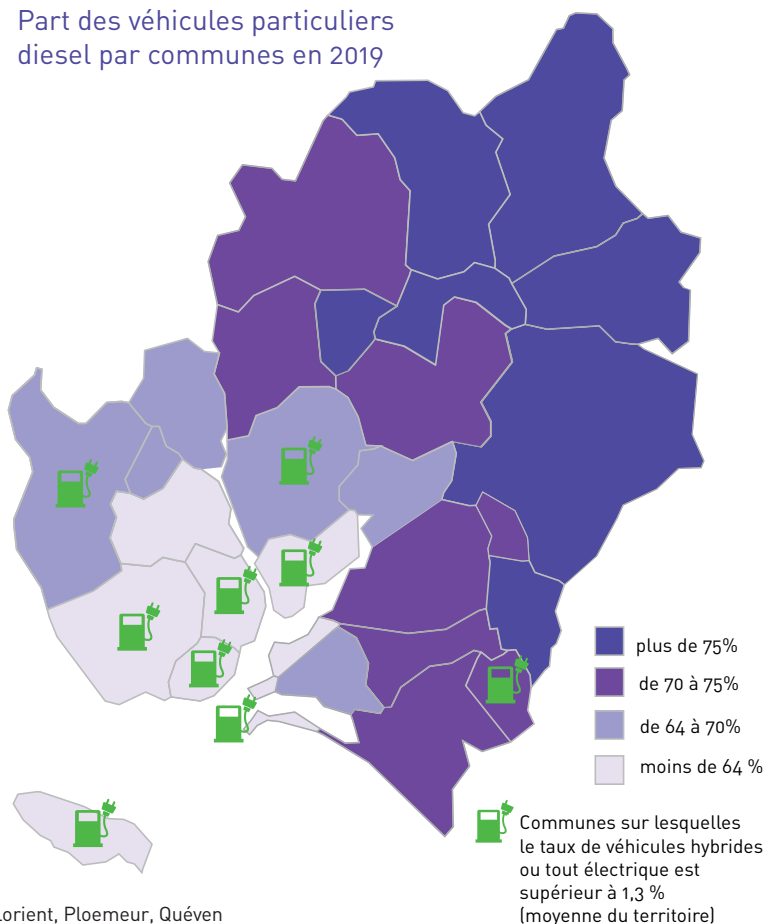 Part des véhicules particuliers
diesel par communes en 2019
plus de 75%
de 70 à 75%
de 64 à 70%
moins de 64 %
Communes sur lesquelles
le taux de véhicules hybrides
ou tout électrique est
supérieur à 1,3 %
(moyenne du territoire)
Lorient, Ploemeur, Quéven